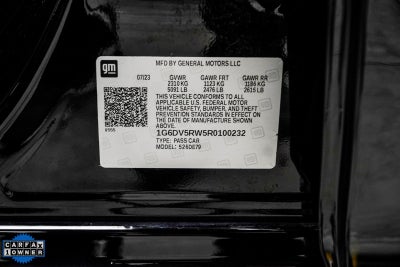 gm
MFD BY GENERAL MOTORS LLC
07/23 GVWR GAWR FRT GAWR RR
2310 KG 1123 KG 1186 KG
5091 LB 2476 LB 2615 LB
THIS VEHICLE CONFORMS TO ALL
APPLICABLE U.S. FEDERAL MOTOR
VEHICLE SAFETY, BUMPER, AND THEFT
PREVENTION STANDARDS IN EFFECT ON
THE DATE OF MANUFACTURE SHOWN ABOVE.
1G6DV5RW5R0100232
TYPE: PASS CAR
CARFAX
1 OWNER